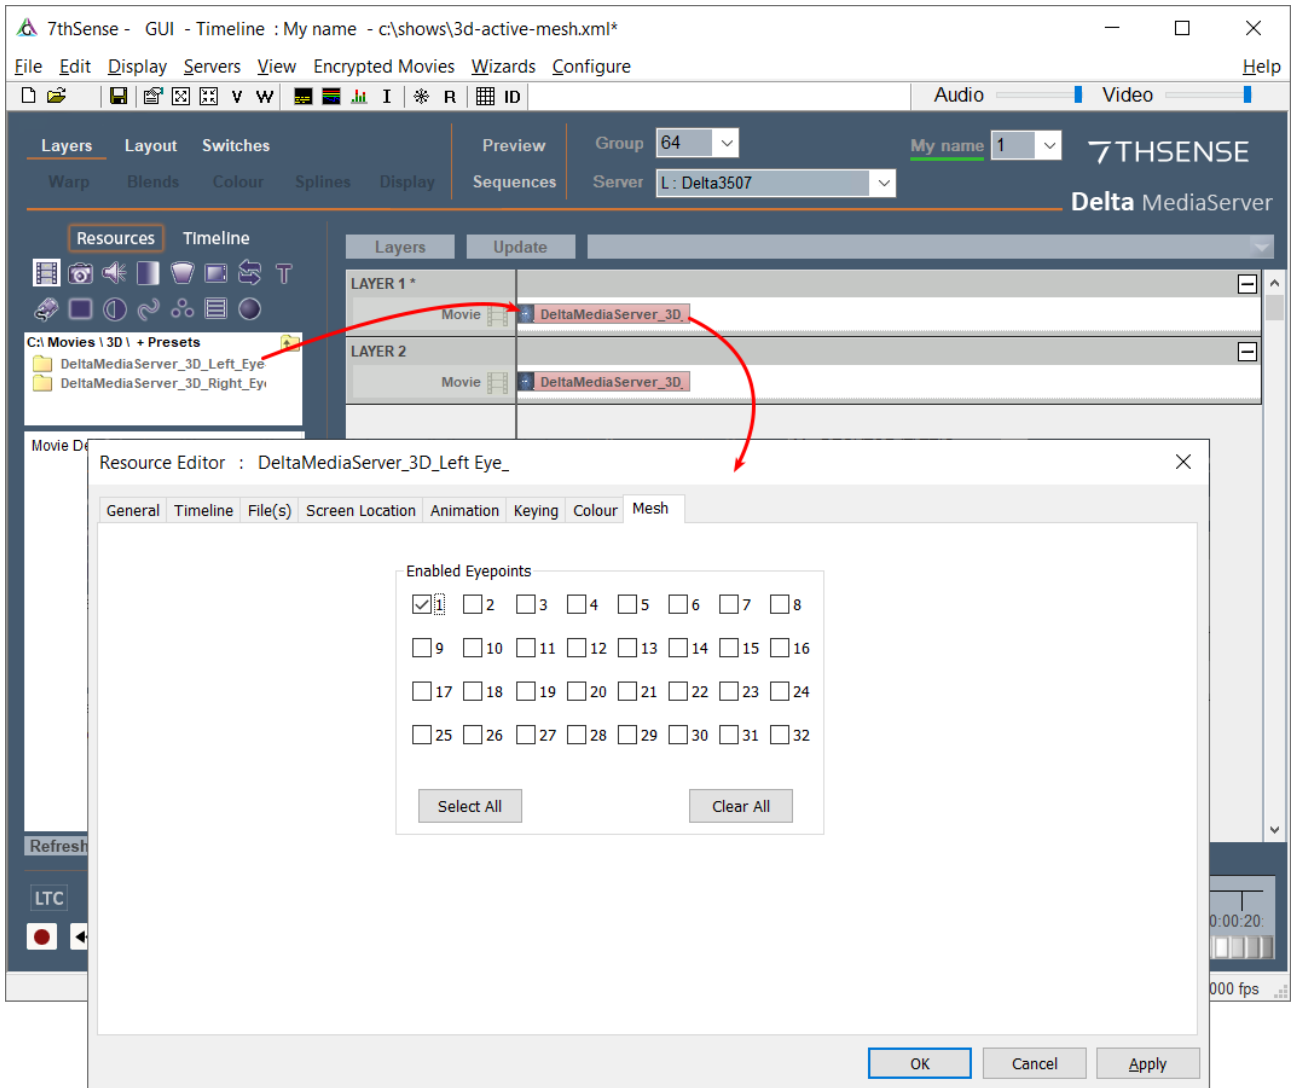 7thSense - GUI - Timeline : My name - c:\shows\3d-active-mesh.xml*
File Edit Display Servers View Encrypted Movies Wizards Configure Help
V W I R ID Audio Video
Layers Layout Switches Preview Group 64 My name 1 7THSENSE
Warp Blends Colour Splines Display Sequences Server L : Delta3507
Delta MediaServer
Resources Timeline
Layers Update
T
LAYER 1 *
Movie DeltaMediaServer_3D_
C:\ Movies \ 3D \ + Presets
LAYER 2
DeltaMediaServer_3D_Left_Eye
DeltaMediaServer_3D_Right_Ey
Movie DeltaMediaServer_3D_
Movie De
Resource Editor : DeltaMediaServer_3D_Left Eye_
General Timeline File(s) Screen Location Animation Keying Colour Mesh
Enabled Eyepoints
1 2 3 4 5 6 7 8
9 10 11 12 13 14 15 16
17 18 19 20 21 22 23 24
25 26 27 28 29 30 31 32
Select All Clear All
Refresh
LTC
0:00:20:
000 fps
OK Cancel Apply